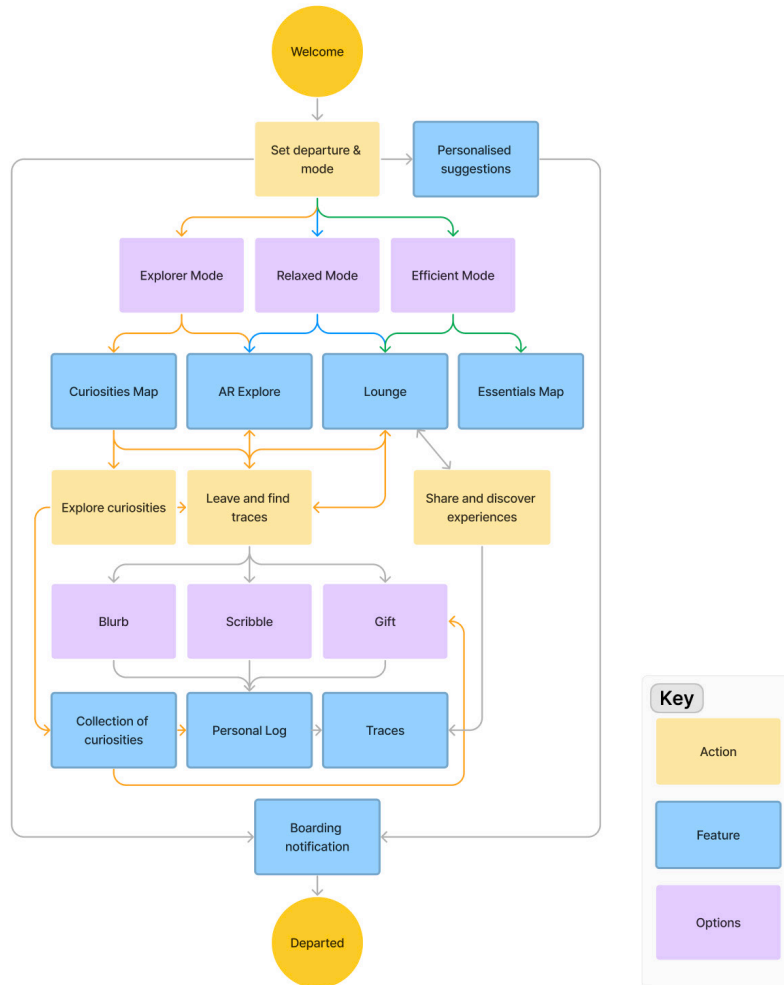 Welcome
Set departure &
mode
Personalised
suggestions
Explorer Mode
Relaxed Mode
Efficient Mode
Curiosities Map
AR Explore
Lounge
Essentials Map
Explore curiosities
Leave and find
traces
Share and discover
experiences
Blurb
Scribble
Gift
Collection of
curiosities
Personal Log
Traces
Boarding
notification
Departed
Key
Action
Feature
Options